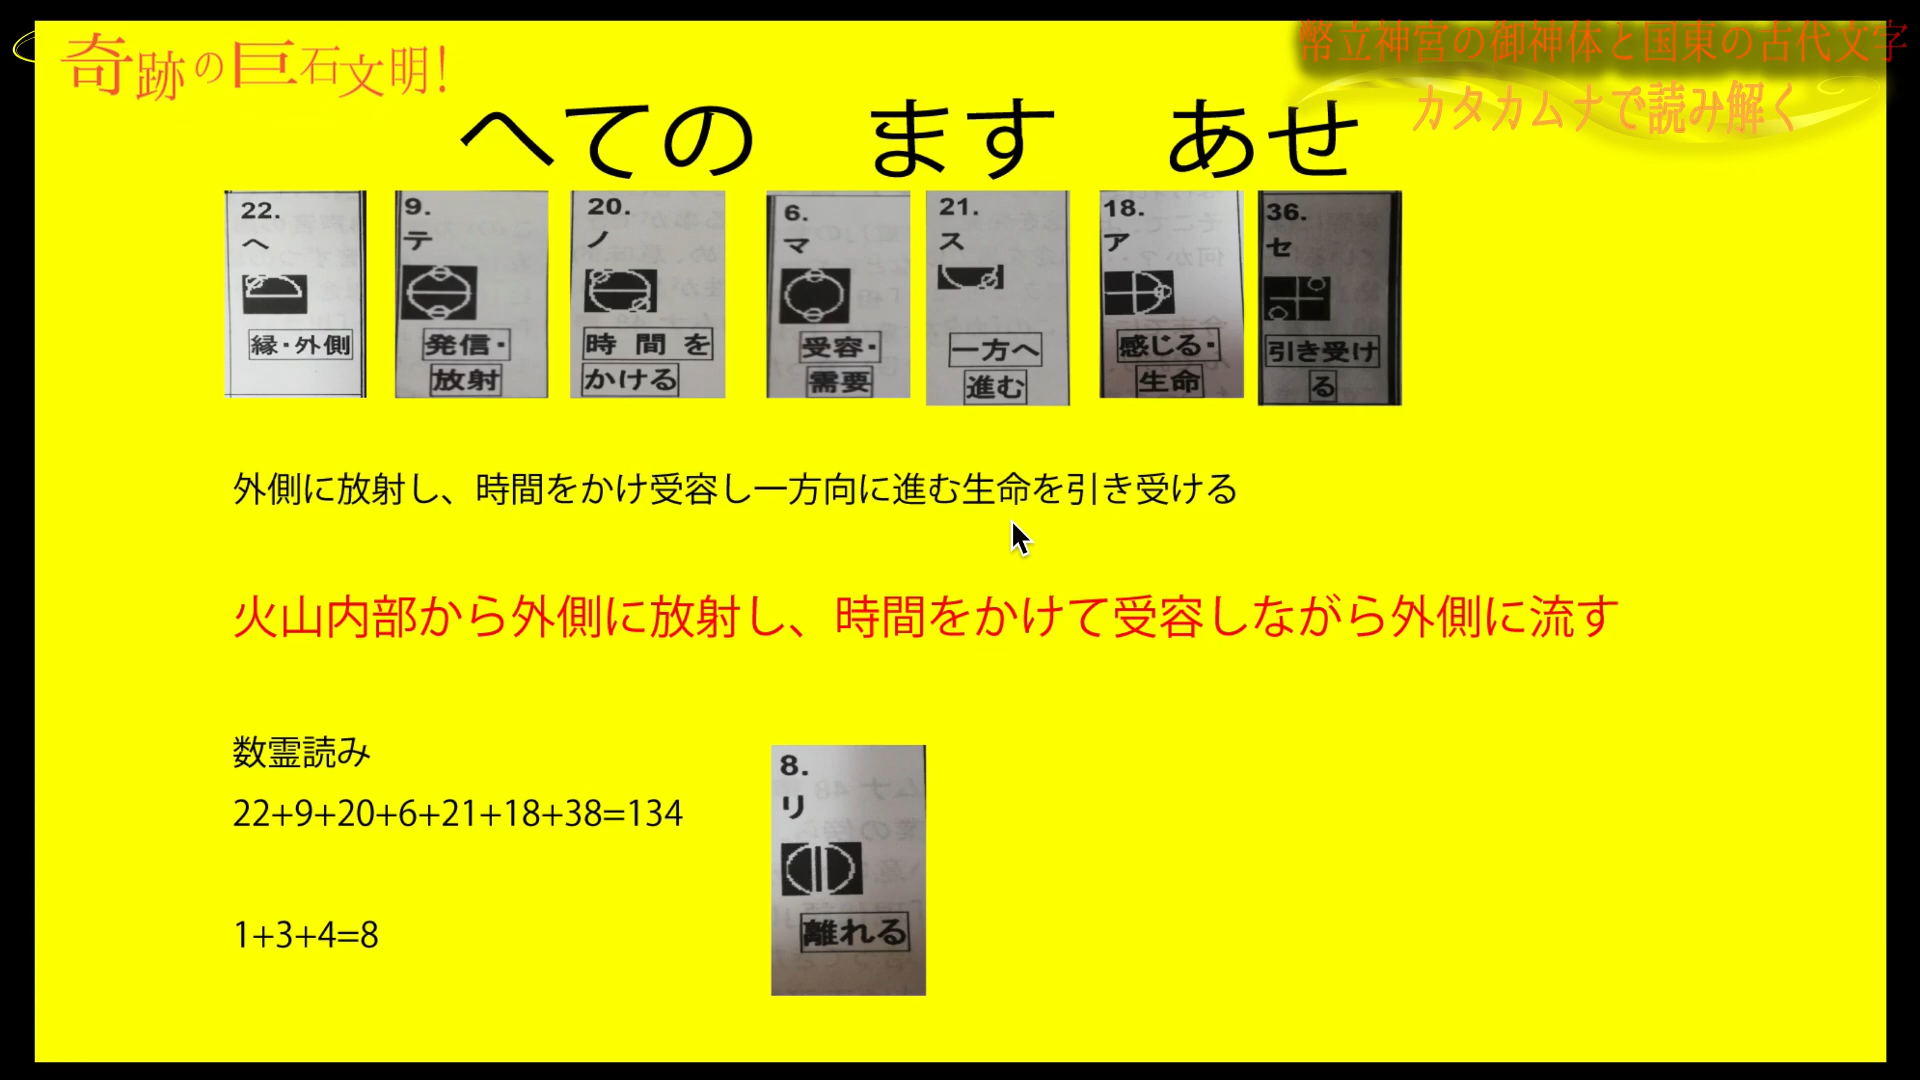 奇跡の巨石文明!
幣立神宮の御神体と国東の古代文字
カタカムナで読み解く
へての ます あせ
22.
ヘ
縁・外側
9.
テ
発信・
放射
20.
ノ
時間を
かける
6.
マ
受容・
需要
21.
ス
一方へ
進む
18.
ア
感じる・
生命
36.
セ
引き受け
る
外側に放射し、時間をかけ受容し一方向に進む生命を引き受ける
火山内部から外側に放射し、時間をかけて受容しながら外側に流す
数霊読み
22+9+20+6+21+18+38=134
1+3+4=8
8.
リ
離れる